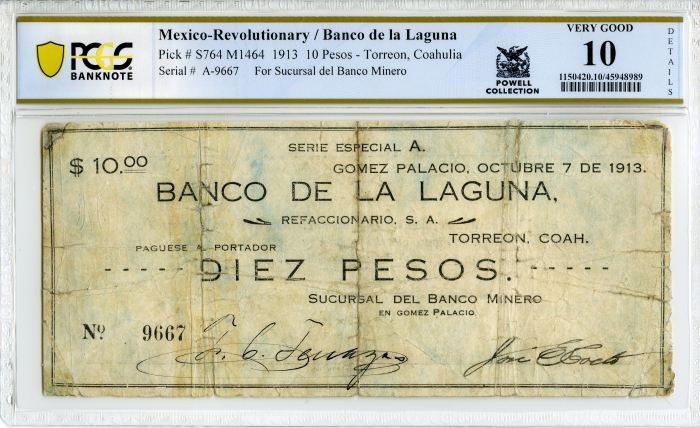 PCGS
BANKNOTE
Mexico-Revolutionary / Banco de la Laguna
Pick # S764 M1464 1913 10 Pesos - Torreon, Coahulia
Serial # A-9667 For Sucursal del Banco Minero
POWELL
COLLECTION
VERY GOOD
10
1150420.10/45948989
DETAILS
SERIE ESPECIAL A.
$ 10.00
GOMEZ PALACIO, OCTUBRE 7 DE 1913.
BANCO DE LA LAGUNA,
REFACCIONARIO, S. A.
TORREON, COAH.
PAGUESE AL PORTADOR
----- DIEZ PESOS. -----
SUCURSAL DEL BANCO MINERO
EN GOMEZ PALACIO.
Nº 9667